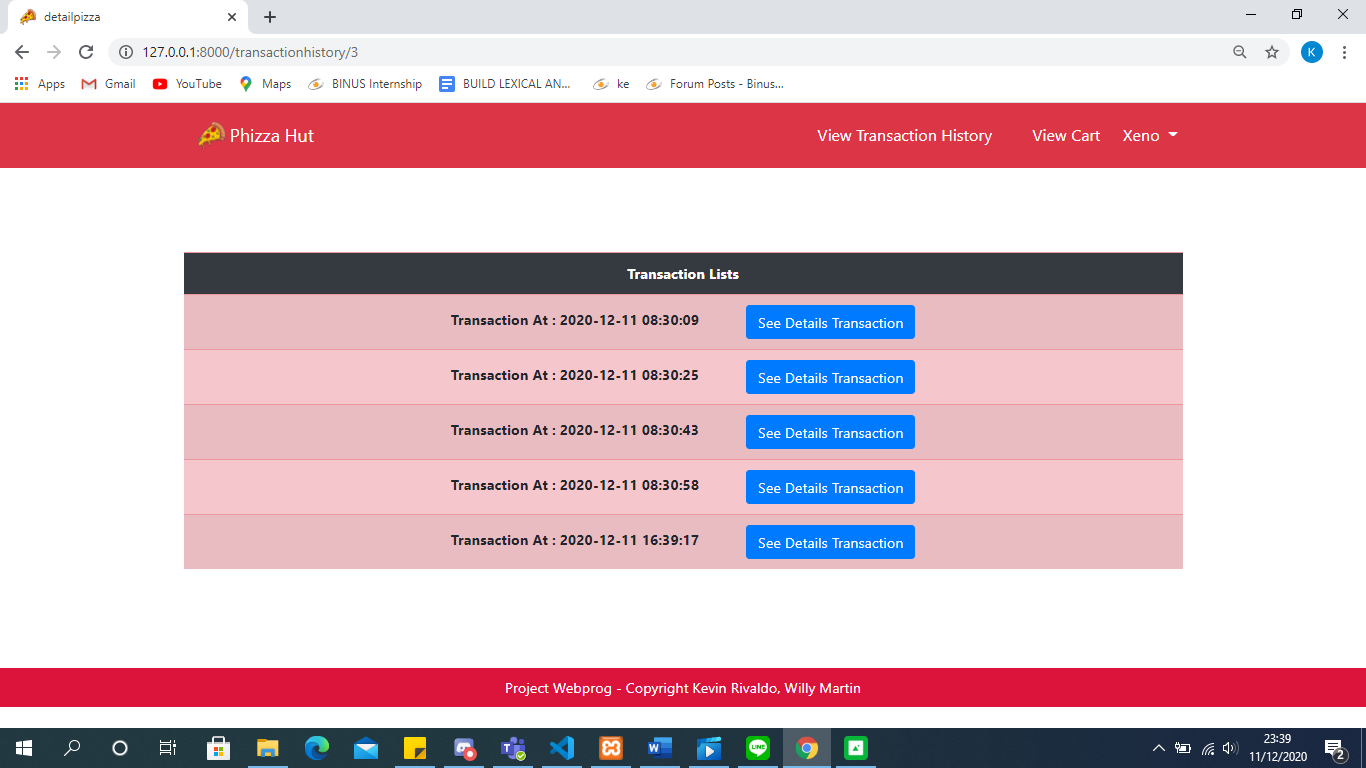 detailpizza
127.0.0.1:8000/transactionhistory/3
K
Apps Gmail YouTube Maps BINUS Internship BUILD LEXICAL AN... ke Forum Posts - Binus...
Phizza Hut View Transaction History View Cart Xeno
Transaction Lists
Transaction At : 2020-12-11 08:30:09 See Details Transaction
Transaction At : 2020-12-11 08:30:25 See Details Transaction
Transaction At : 2020-12-11 08:30:43 See Details Transaction
Transaction At : 2020-12-11 08:30:58 See Details Transaction
Transaction At : 2020-12-11 16:39:17 See Details Transaction
Project Webprog - Copyright Kevin Rivaldo, Willy Martin
23:39
11/12/2020
2